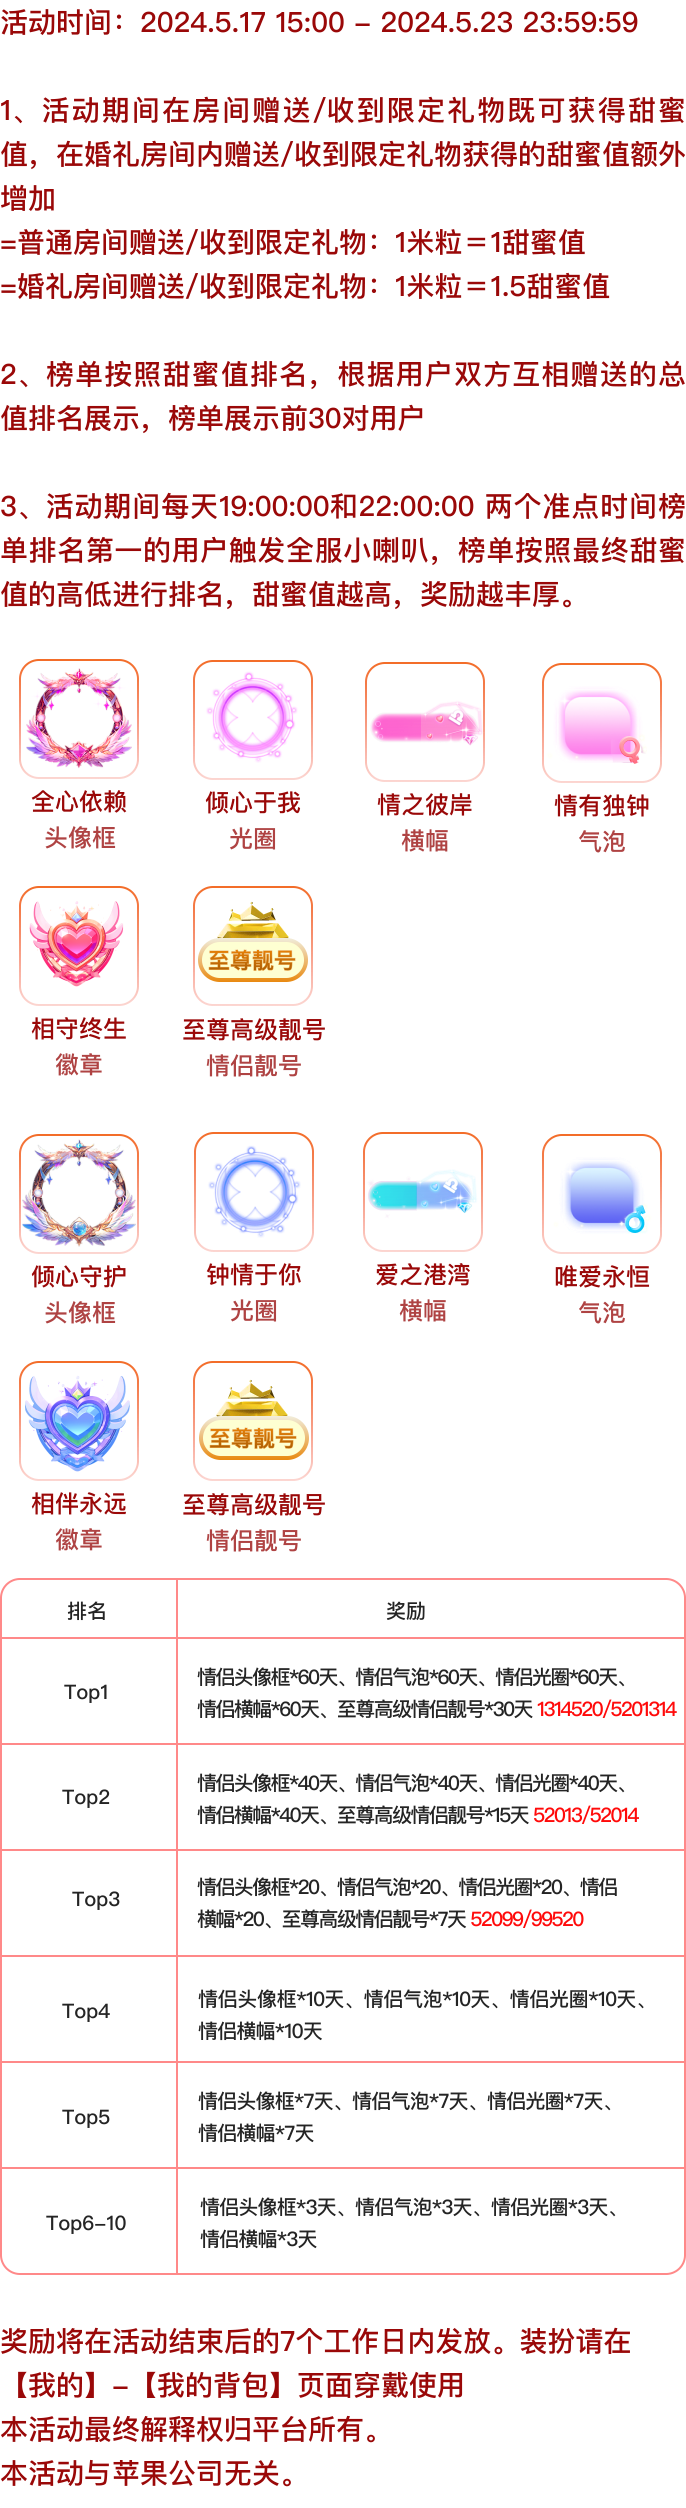 活动时间：2024.5.17 15:00 – 2024.5.23 23:59:59
1、活动期间在房间赠送/收到限定礼物既可获得甜蜜
值，在婚礼房间内赠送/收到限定礼物获得的甜蜜值额外
增加
=普通房间赠送/收到限定礼物：1米粒＝1甜蜜值
=婚礼房间赠送/收到限定礼物：1米粒＝1.5甜蜜值
2、榜单按照甜蜜值排名，根据用户双方互相赠送的总
值排名展示，榜单展示前30对用户
3、活动期间每天19:00:00和22:00:00 两个准点时间榜
单排名第一的用户触发全服小喇叭，榜单按照最终甜蜜
值的高低进行排名，甜蜜值越高，奖励越丰厚。
全心依赖 倾心于我 情之彼岸 情有独钟
头像框 光圈 横幅 气泡
至尊靓号
相守终生 至尊高级靓号
徽章 情侣靓号
倾心守护 钟情于你 爱之港湾 唯爱永恒
头像框 光圈 横幅 气泡
至尊靓号
相伴永远 至尊高级靓号
徽章 情侣靓号
排名 奖励
Top1
情侣头像框*60天、情侣气泡*60天、情侣光圈*60天、
情侣横幅*60天、至尊高级情侣靓号*30天 1314520/5201314
Top2
情侣头像框*40天、情侣气泡*40天、情侣光圈*40天、
情侣横幅*40天、至尊高级情侣靓号*15天 52013/52014
Top3
情侣头像框*20、情侣气泡*20、情侣光圈*20、情侣
横幅*20、至尊高级情侣靓号*7天 52099/99520
Top4
情侣头像框*10天、情侣气泡*10天、情侣光圈*10天、
情侣横幅*10天
Top5
情侣头像框*7天、情侣气泡*7天、情侣光圈*7天、
情侣横幅*7天
Top6–10
情侣头像框*3天、情侣气泡*3天、情侣光圈*3天、
情侣横幅*3天
奖励将在活动结束后的7个工作日内发放。装扮请在
【我的】–【我的背包】页面穿戴使用
本活动最终解释权归平台所有。
本活动与苹果公司无关。